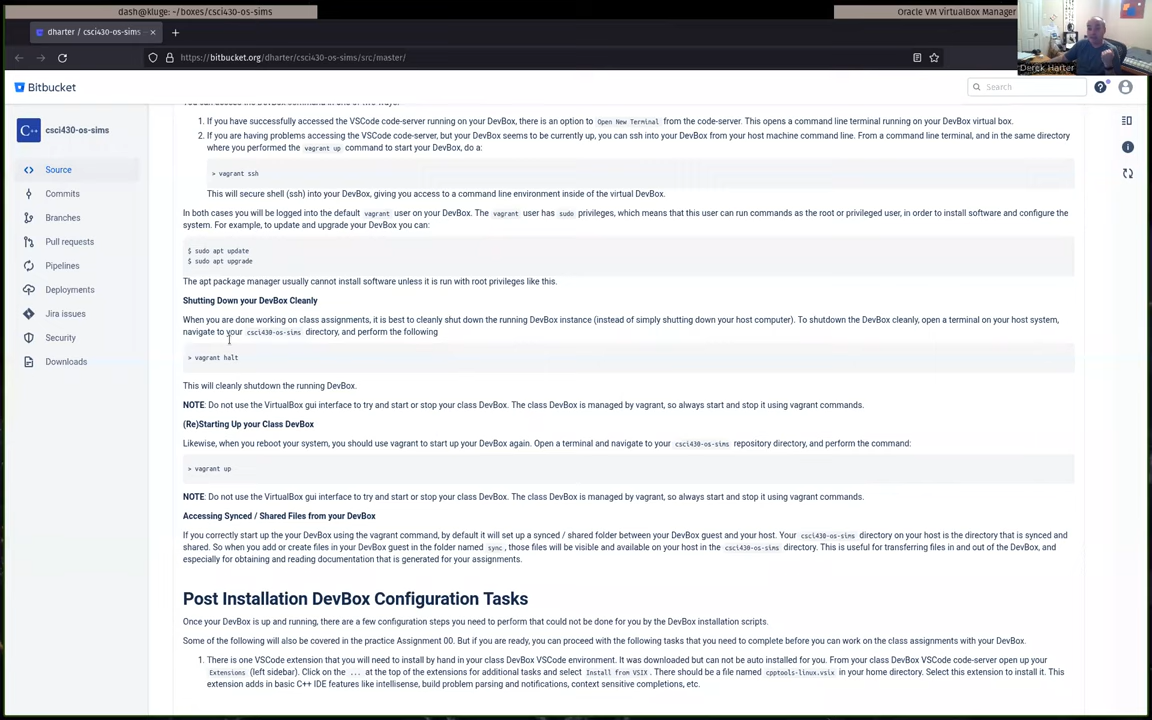 dash@kluge: ~/boxes/csci430-os-sims
Oracle VM VirtualBox Manager
dharter / csci430-os-sims
https://bitbucket.org/dharter/csci430-os-sims/src/master/
Derek Harter
Bitbucket
Search
csci430-os-sims
Source
Commits
Branches
Pull requests
Pipelines
Deployments
Jira issues
Security
Downloads
1. If you have successfully accessed the VSCode code-server running on your DevBox, there is an option to Open New Terminal from the code-server. This opens a command line terminal running on your DevBox virtual box.
2. If you are having problems accessing the VSCode code-server, but your DevBox seems to be currently up, you can ssh into your DevBox from your host machine command line. From a command line terminal, and in the same directory
where you performed the vagrant up command to start your DevBox, do a:
> vagrant ssh
This will secure shell (ssh) into your DevBox, giving you access to a command line environment inside of the virtual DevBox.
In both cases you will be logged into the default vagrant user on your DevBox. The vagrant user has sudo privileges, which means that this user can run commands as the root or privileged user, in order to install software and configure the
system. For example, to update and upgrade your DevBox you can:
$ sudo apt update
$ sudo apt upgrade
The apt package manager usually cannot install software unless it is run with root privileges like this.
Shutting Down your DevBox Cleanly
When you are done working on class assignments, it is best to cleanly shut down the running DevBox instance (instead of simply shutting down your host computer). To shutdown the DevBox cleanly, open a terminal on your host system,
navigate to your csci430-os-sims directory, and perform the following
> vagrant halt
This will cleanly shutdown the running DevBox.
NOTE: Do not use the VirtualBox gui interface to try and start or stop your class DevBox. The class DevBox is managed by vagrant, so always start and stop it using vagrant commands.
(Re)Starting Up your Class DevBox
Likewise, when you reboot your system, you should use vagrant to start up your DevBox again. Open a terminal and navigate to your csci430-os-sims repository directory, and perform the command:
> vagrant up
NOTE: Do not use the VirtualBox gui interface to try and start or stop your class DevBox. The class DevBox is managed by vagrant, so always start and stop it using vagrant commands.
Accessing Synced / Shared Files from your DevBox
If you correctly start up the your DevBox using the vagrant command, by default it will set up a synced / shared folder between your DevBox guest and your host. Your csci430-os-sims directory on your host is the directory that is synced and
shared. So when you add or create files in your DevBox guest in the folder named sync, those files will be visible and available on your host in the csci430-os-sims directory. This is useful for transferring files in and out of the DevBox, and
especially for obtaining and reading documentation that is generated for your assignments.
Post Installation DevBox Configuration Tasks
Once your DevBox is up and running, there are a few configuration steps you need to perform that could not be done for you by the DevBox installation scripts.
Some of the following will also be covered in the practice Assignment 00. But if you are ready, you can proceed with the following tasks that you need to complete before you can work on the class assignments with your DevBox.
1. There is one VSCode extension that you will need to install by hand in your class DevBox VSCode environment. It was downloaded but can not be auto installed for you. From your class DevBox VSCode code-server open up your
Extensions (left sidebar). Click on the ... at the top of the extensions for additional tasks and select Install from VSIX. There should be a file named cpptools-linux.vsix in your home directory. Select this extension to install it. This
extension adds in basic C++ IDE features like intellisense, build problem parsing and notifications, context sensitive completions, etc.